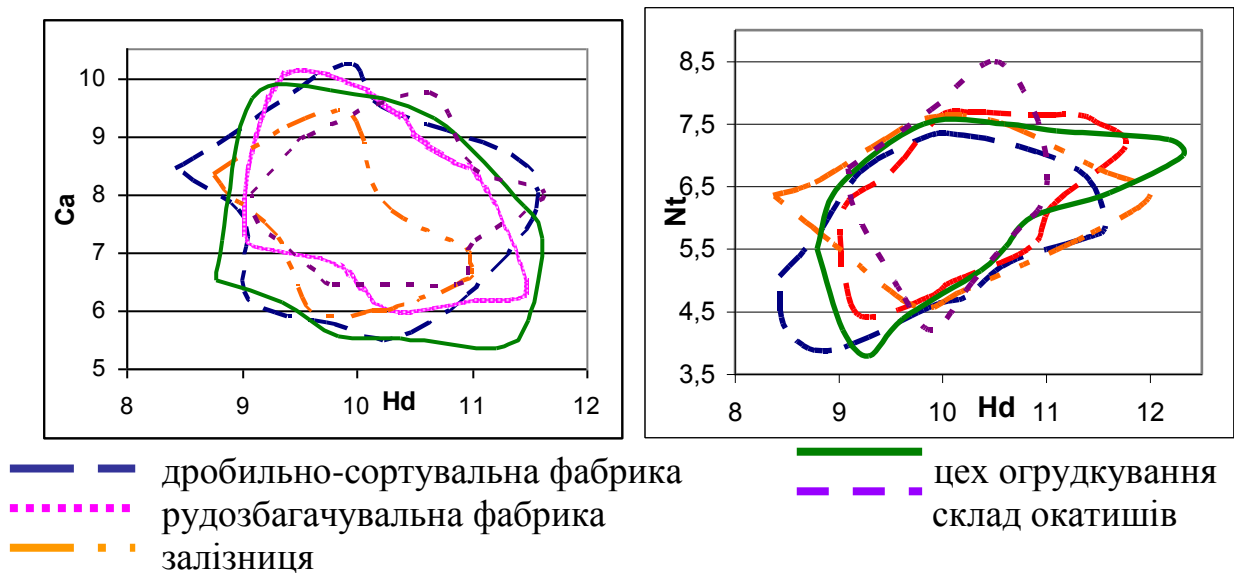 Ca
10
9
8
7
6
5
8 9 10 11 12
Hd
Nt
8,5
7,5
6,5
5,5
4,5
3,5
8 9 10 11 12
Hd
дробильно-сортувальна фабрика
рудозбагачувальна фабрика
залізниця
цех огрудкування
склад окатишів